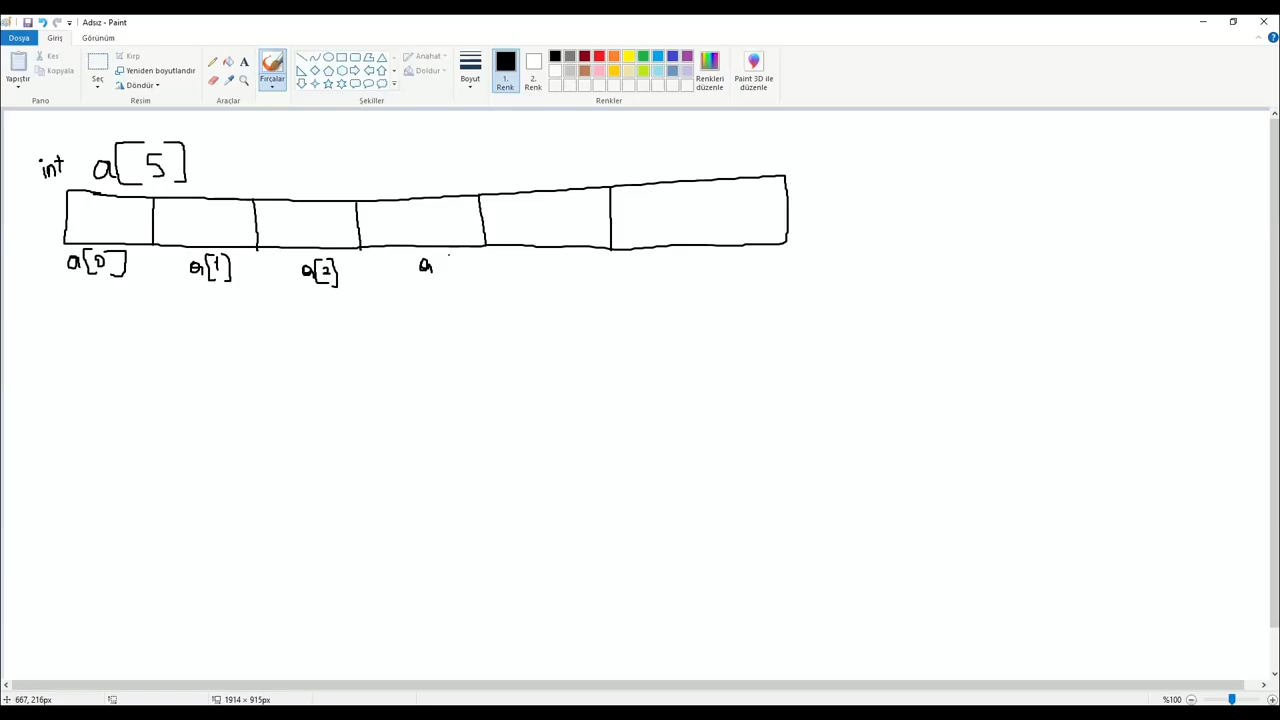 Adsız - Paint
Dosya Giriş Görünüm
Yapıştır Kes Kopyala
Seç Kırp Yeniden boyutlandır Döndür
A
Fırçalar
Anahat Doldur
Boyut
1. Renk
2. Renk
Renkleri düzenle
Paint 3D ile düzenle
Pano Resim Araçlar Şekiller Renkler
int a[5]
a[0] a[1] a[2] a
667, 216px 1914 × 915px %100